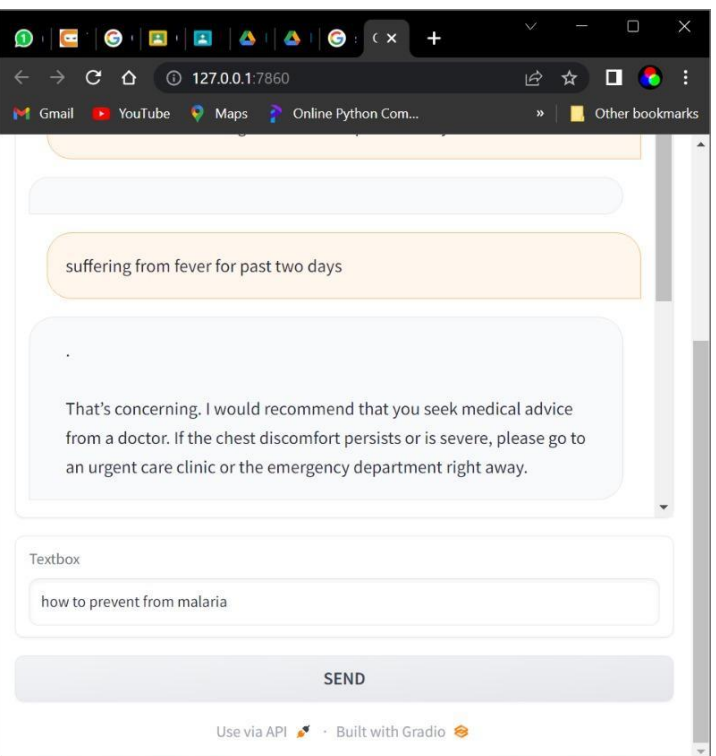 127.0.0.1:7860
Gmail YouTube Maps Online Python Com... » Other bookmarks
suffering from fever for past two days
.
That's concerning. I would recommend that you seek medical advice
from a doctor. If the chest discomfort persists or is severe, please go to
an urgent care clinic or the emergency department right away.
Textbox
how to prevent from malaria
SEND
Use via API · Built with Gradio